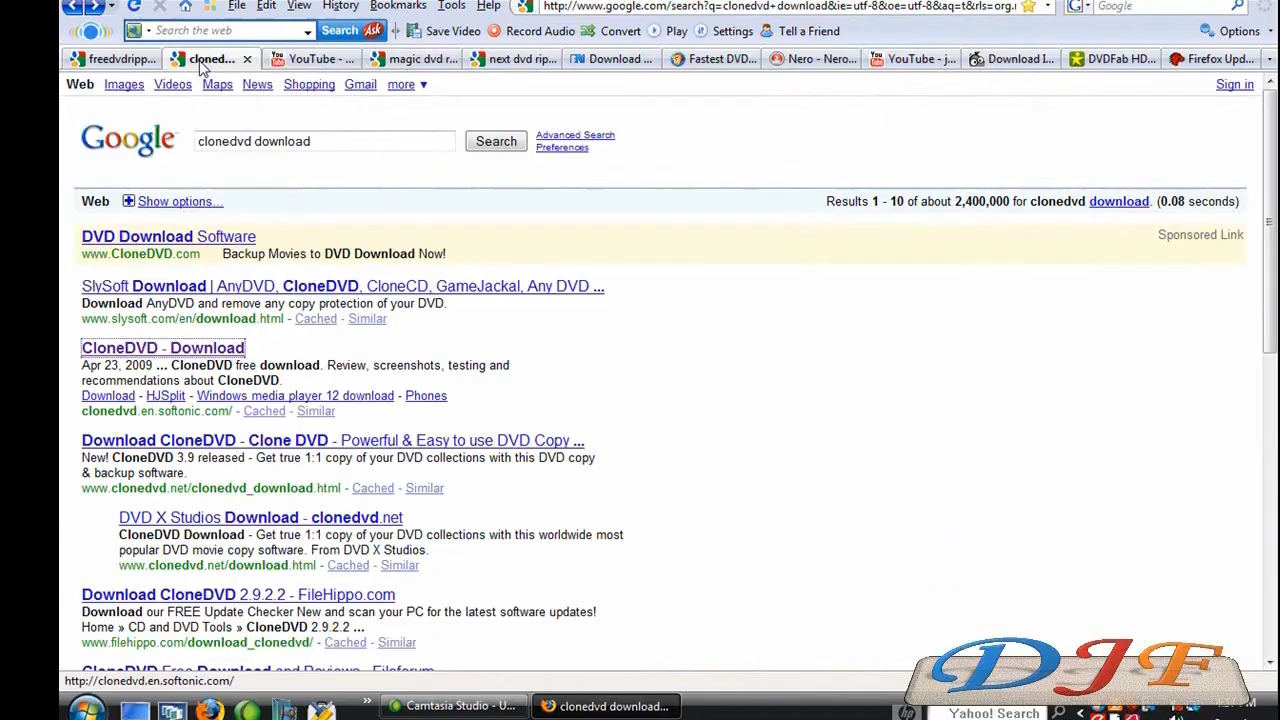 File Edit View History Bookmarks Tools Help http://www.google.com/search?q=clonedvd+download&ie=utf-8&oe=utf-8&aq=t&rls=org.m Google
Search the web Search Ask Save Video Record Audio Convert Play Settings Tell a Friend Options
freedvdripp... cloned... YouTube - ... magic dvd r... next dvd rip... Download ... Fastest DVD... Nero - Nero... YouTube - j... Download I... DVDFab HD... Firefox Upd...
Web Images Videos Maps News Shopping Gmail more ▼ Sign in
Google clonedvd download Search Advanced Search
Preferences
Web Show options... Results 1 - 10 of about 2,400,000 for clonedvd download. (0.08 seconds)
DVD Download Software Sponsored Link
www.CloneDVD.com Backup Movies to DVD Download Now!
SlySoft Download | AnyDVD, CloneDVD, CloneCD, GameJackal, Any DVD ...
Download AnyDVD and remove any copy protection of your DVD.
www.slysoft.com/en/download.html - Cached - Similar
CloneDVD - Download
Apr 23, 2009 ... CloneDVD free download. Review, screenshots, testing and
recommendations about CloneDVD.
Download - HJSplit - Windows media player 12 download - Phones
clonedvd.en.softonic.com/ - Cached - Similar
Download CloneDVD - Clone DVD - Powerful & Easy to use DVD Copy ...
New! CloneDVD 3.9 released - Get true 1:1 copy of your DVD collections with this DVD copy
& backup software.
www.clonedvd.net/clonedvd_download.html - Cached - Similar
DVD X Studios Download - clonedvd.net
CloneDVD Download - Get true 1:1 copy of your DVD collections with this worldwide most
popular DVD movie copy software. From DVD X Studios.
www.clonedvd.net/download.html - Cached - Similar
Download CloneDVD 2.9.2.2 - FileHippo.com
Download our FREE Update Checker New and scan your PC for the latest software updates!
Home » CD and DVD Tools » CloneDVD 2.9.2.2 ...
www.filehippo.com/download_clonedvd/ - Cached - Similar
CloneDVD Free Download and Reviews - Fileforum
http://clonedvd.en.softonic.com/
DJF
Camtasia Studio - U... clonedvd download... Yahoo! Search